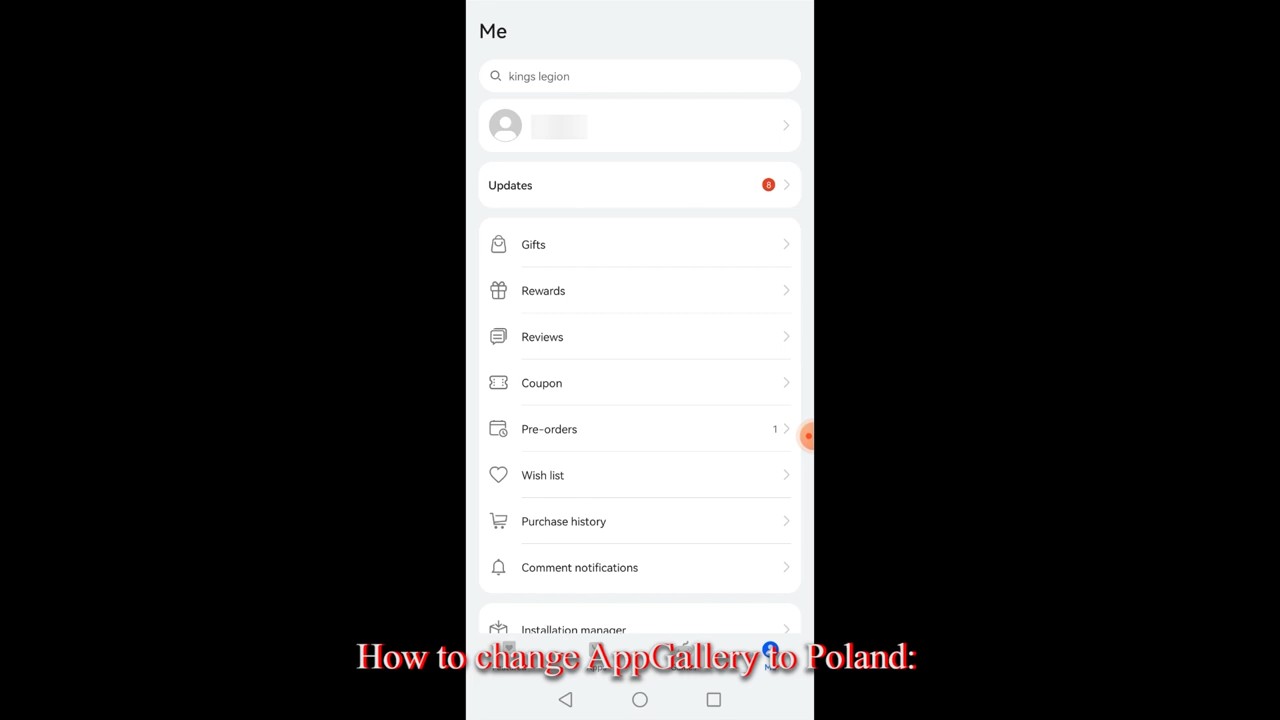 Me
kings legion
Updates
8
Gifts
Rewards
Reviews
Coupon
Pre-orders
1
Wish list
Purchase history
Comment notifications
Installation manager
How to change AppGallery to Poland: